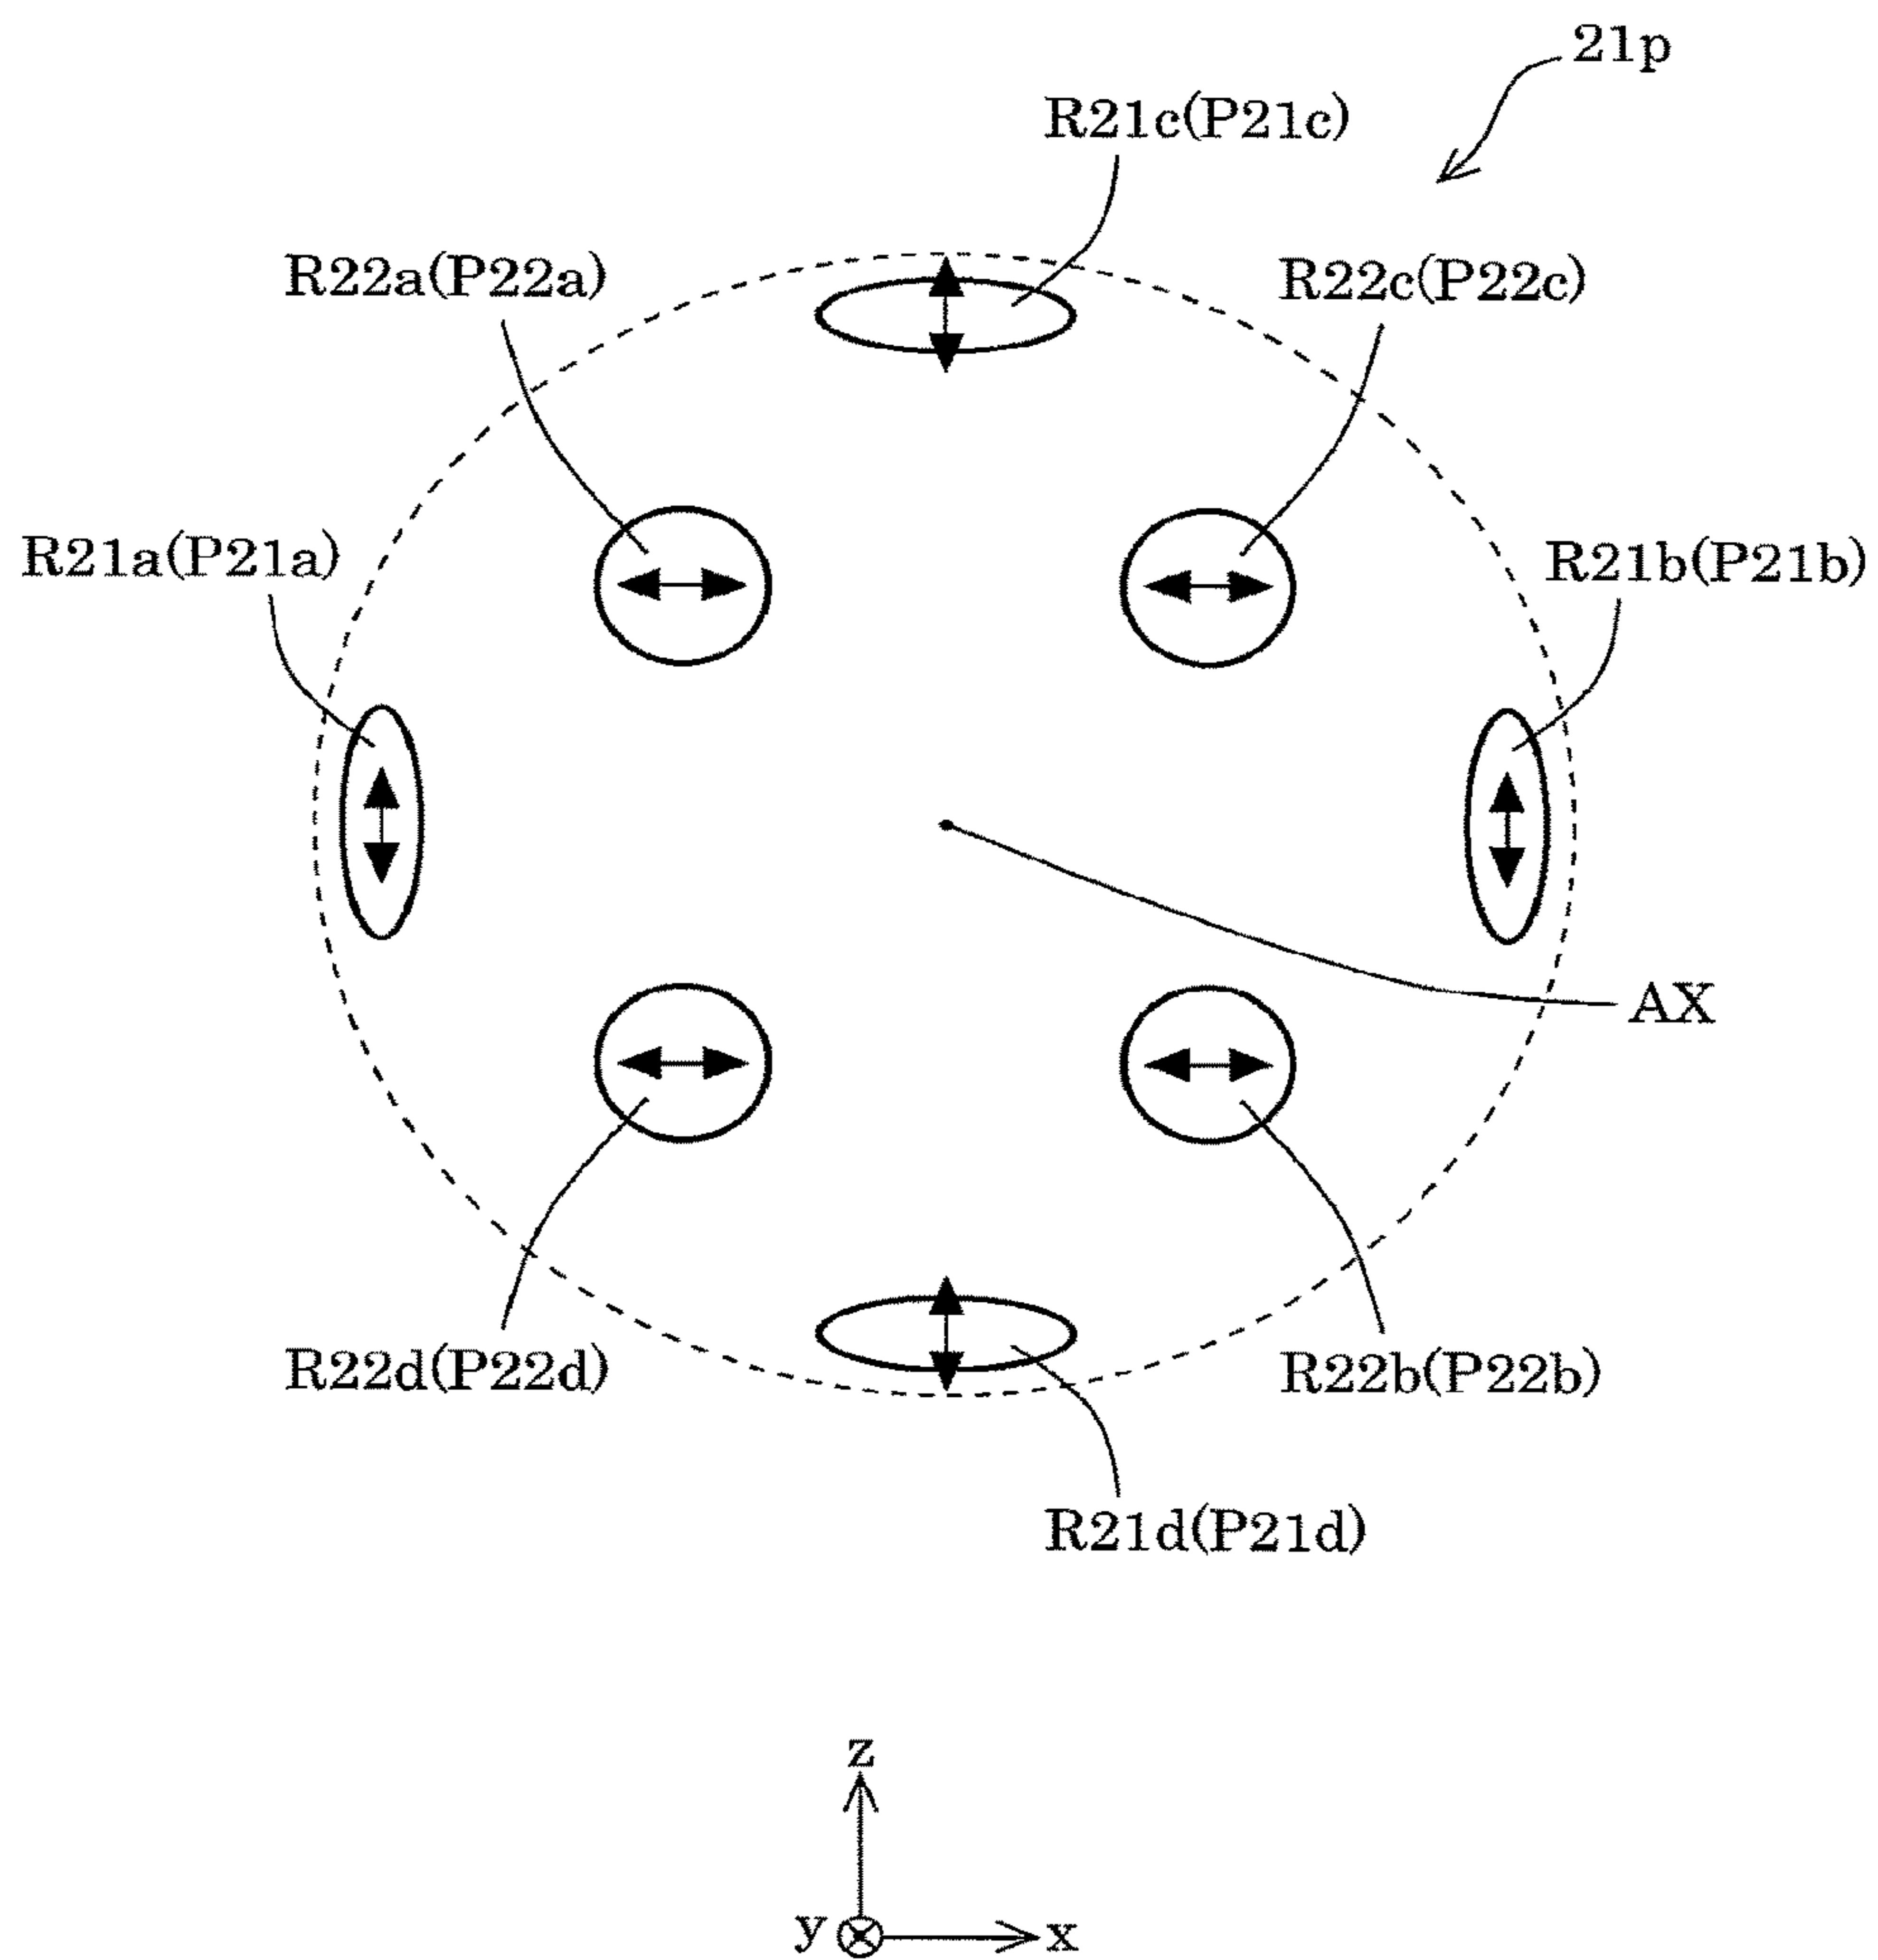 21p
R21c(P21c)
R22a(P22a)
R22c(P22c)
R21a(P21a)
R21b(P21b)
AX
R22d(P22d)
R22b(P22b)
R21d(P21d)
z
y
x